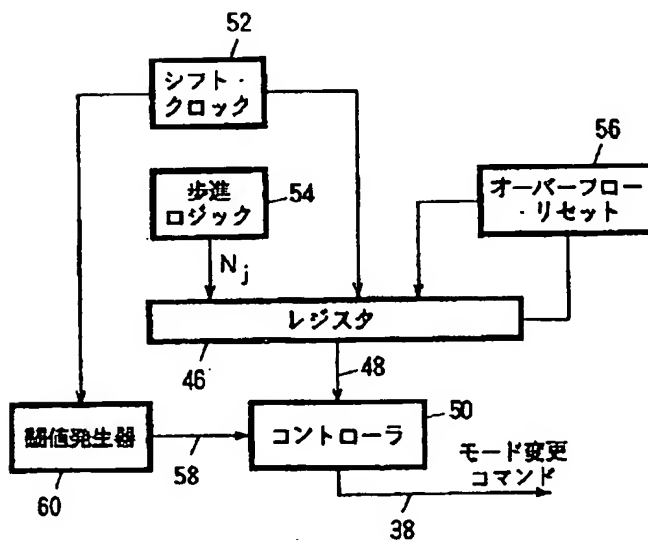 52
シフト・
クロック
56
歩進
ロジック
54
オーバーフロー
・リセット
Nj
レジスタ
46
48
50
閾値発生器
58
コントローラ
60
モード変更
コマンド
38